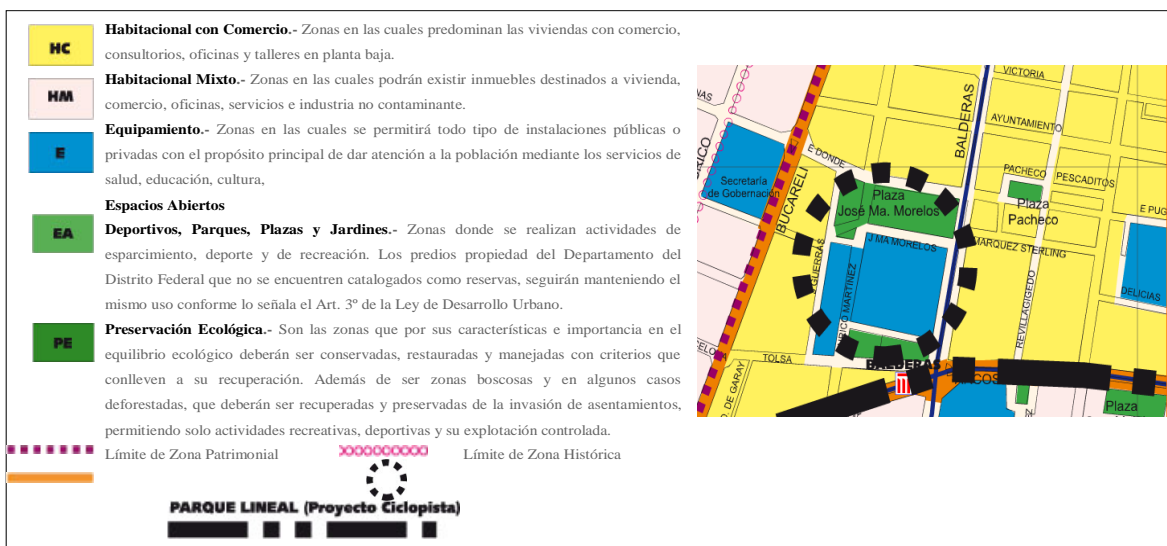 HC
Habitacional con Comercio.- Zonas en las cuales predominan las viviendas con comercio,
consultorios, oficinas y talleres en planta baja.
HM
Habitacional Mixto.- Zonas en las cuales podrán existir inmuebles destinados a vivienda,
comercio, oficinas, servicios e industria no contaminante.
E
Equipamiento.- Zonas en las cuales se permitirá todo tipo de instalaciones públicas o
privadas con el propósito principal de dar atención a la población mediante los servicios de
salud, educación, cultura,
Espacios Abiertos
EA
Deportivos, Parques, Plazas y Jardines.- Zonas donde se realizan actividades de
esparcimiento, deporte y de recreación. Los predios propiedad del Departamento del
Distrito Federal que no se encuentren catalogados como reservas, seguirán manteniendo el
mismo uso conforme lo señala el Art. 3º de la Ley de Desarrollo Urbano.
PE
Preservación Ecológica.- Son las zonas que por sus características e importancia en el
equilibrio ecológico deberán ser conservadas, restauradas y manejadas con criterios que
conlleven a su recuperación. Además de ser zonas boscosas y en algunos casos
deforestadas, que deberán ser recuperadas y preservadas de la invasión de asentamientos,
permitiendo solo actividades recreativas, deportivas y su explotación controlada.
Límite de Zona Patrimonial
Límite de Zona Histórica
PARQUE LINEAL (Proyecto Ciclopista)
VICTORIA
NAS
AYUNTAMIENTO
BALDERAS
E DONDE
PACHECO
PESCADITOS
Secretaría
de Gobernación
BUCARELI
Plaza
José Ma. Morelos
Plaza
Pacheco
E PUG
J MA MORELOS
MARQUEZ STERLING
GUERRAS
REVILLAGIGEDO
DELICIAS
TOLSA
BALDERAS
D. DE GARAY
Plaza